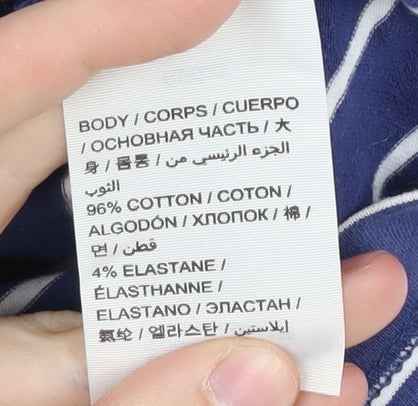 BODY / CORPS / CUERPO
/ ОСНОВНАЯ ЧАСТЬ / 大
身 / 몸통 / الجزء الرئيسي من
الثوب
96% COTTON / COTON /
ALGODÓN / ХЛОПОК / 棉 /
면 / قطن
4% ELASTANE /
ÉLASTHANNE /
ELASTANO / ЭЛАСТАН /
氨纶 / 엘라스탄 / إيلاستين